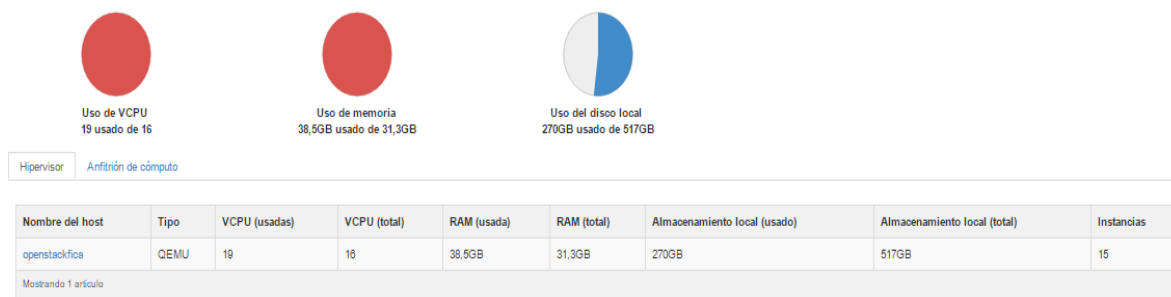 Uso de VCPU
19 usado de 16
Uso de memoria
38,5GB usado de 31,3GB
Uso del disco local
270GB usado de 517GB
Hipervisor Anfitrión de cómputo
Nombre del host Tipo VCPU (usadas) VCPU (total) RAM (usada) RAM (total) Almacenamiento local (usado) Almacenamiento local (total) Instancias
openstackfica QEMU 19 16 38,5GB 31,3GB 270GB 517GB 15
Mostrando 1 artículo